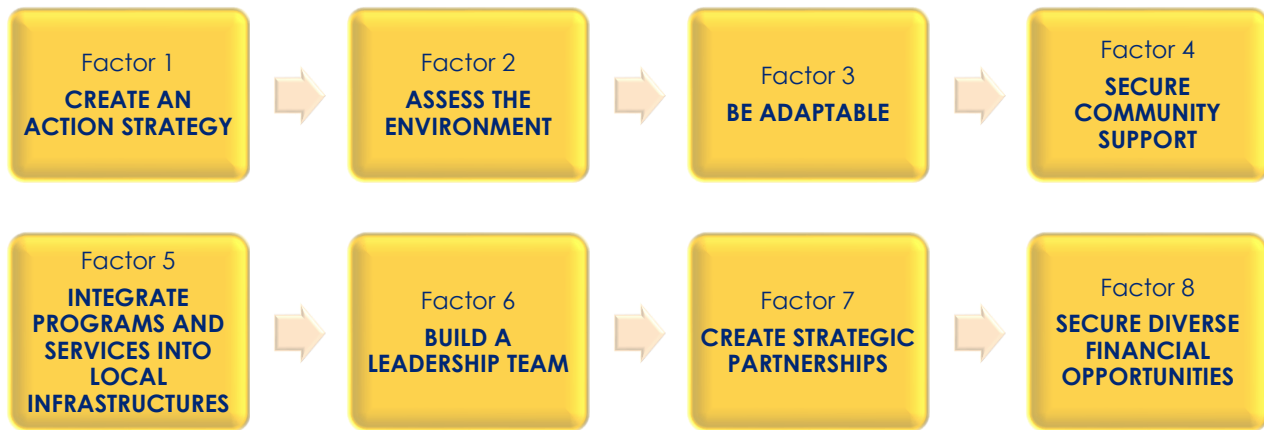 Factor 1
CREATE AN
ACTION STRATEGY
Factor 2
ASSESS THE
ENVIRONMENT
Factor 3
BE ADAPTABLE
Factor 4
SECURE
COMMUNITY
SUPPORT
Factor 5
INTEGRATE
PROGRAMS AND
SERVICES INTO
LOCAL
INFRASTRUCTURES
Factor 6
BUILD A
LEADERSHIP TEAM
Factor 7
CREATE STRATEGIC
PARTNERSHIPS
Factor 8
SECURE DIVERSE
FINANCIAL
OPPORTUNITIES